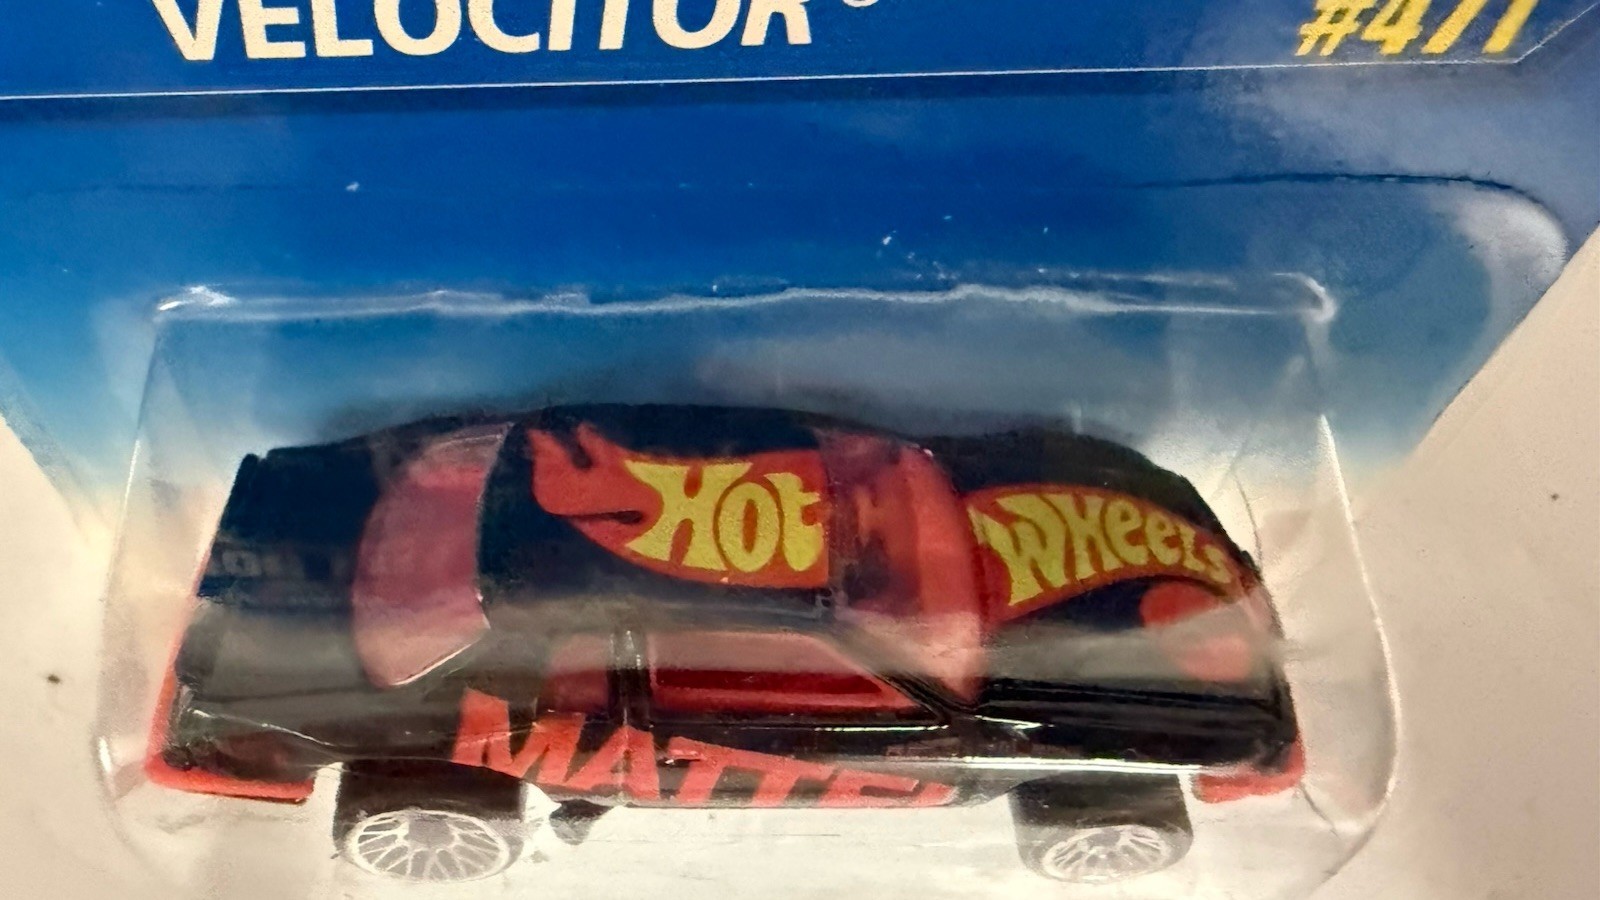 VELOCITOR®
#471
Hot Wheels
MATTEL